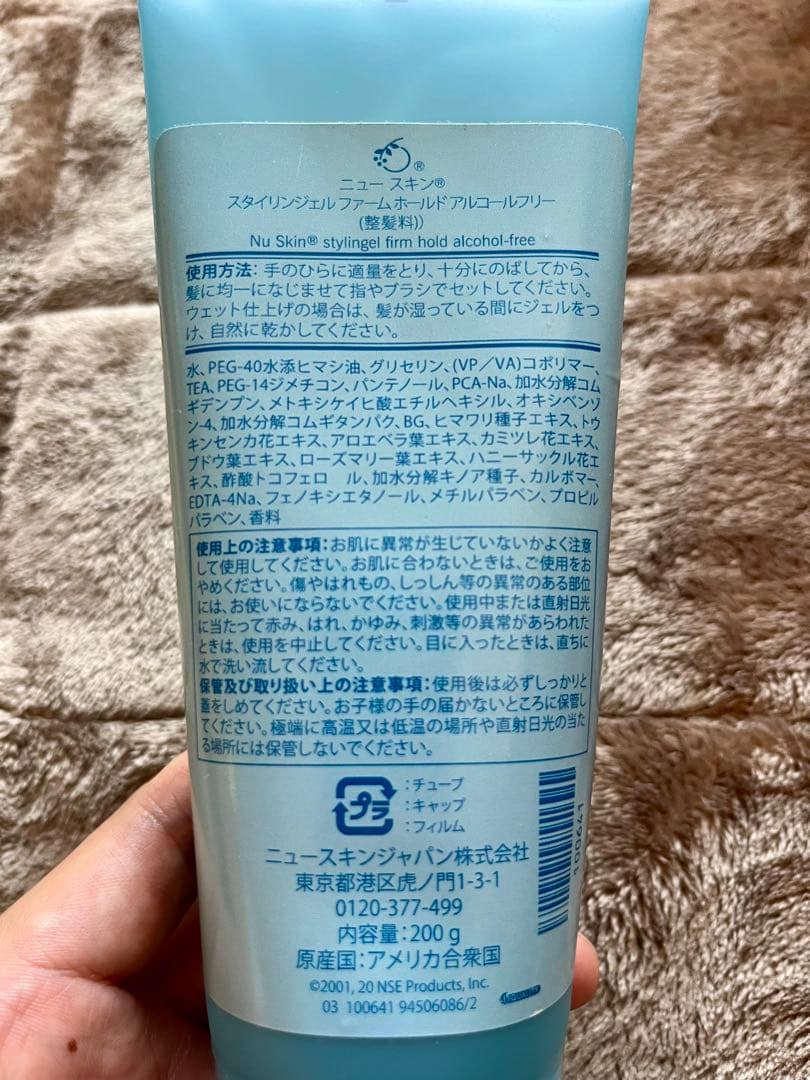 ®
ニュー スキン®
スタイリンジェル ファーム ホールド アルコールフリー
(整髪料))
Nu Skin® stylingel firm hold alcohol-free
使用方法: 手のひらに適量をとり、十分にのばしてから、
髪に均一になじませて指やブラシでセットしてください。
ウェット仕上げの場合は、髪が湿っている間にジェルをつ
け、自然に乾かしてください。
水、PEG-40水添ヒマシ油、グリセリン、(VP/VA)コポリマー、
TEA、PEG-14ジメチコン、パンテノール、PCA-Na、加水分解コム
ギデンプン、メトキシケイヒ酸エチルヘキシル、オキシベンゾ
ン-4、加水分解コムギタンパク、BG、ヒマワリ種子エキス、トウ
キンセンカ花エキス、アロエベラ葉エキス、カミツレ花エキス、
ブドウ葉エキス、ローズマリー葉エキス、ハニーサックル花エ
キス、酢酸トコフェロ ール、加水分解キノア種子、カルボマー、
EDTA-4Na、フェノキシエタノール、メチルパラベン、プロピル
パラベン、香料
使用上の注意事項:お肌に異常が生じていないかよく注意
して使用してください。お肌に合わないときは、ご使用をお
やめください。傷やはれもの、しっしん等の異常のある部位
には、お使いにならないでください。使用中または直射日光
に当たって赤み、はれ、かゆみ、刺激等の異常があらわれた
ときは、使用を中止してください。目に入ったときは、直ちに
水で洗い流してください。
保管及び取り扱い上の注意事項:使用後は必ずしっかりと
蓋をしめてください。お子様の手の届かないところに保管し
てください。極端に高温又は低温の場所や直射日光の当た
る場所には保管しないでください。
プラ
:チューブ
:キャップ
:フィルム
ニュースキンジャパン株式会社
東京都港区虎ノ門1-3-1
0120-377-499
内容量:200 g
原産国:アメリカ合衆国
©2001, 20 NSE Products, Inc.
03 100641 94506086/2